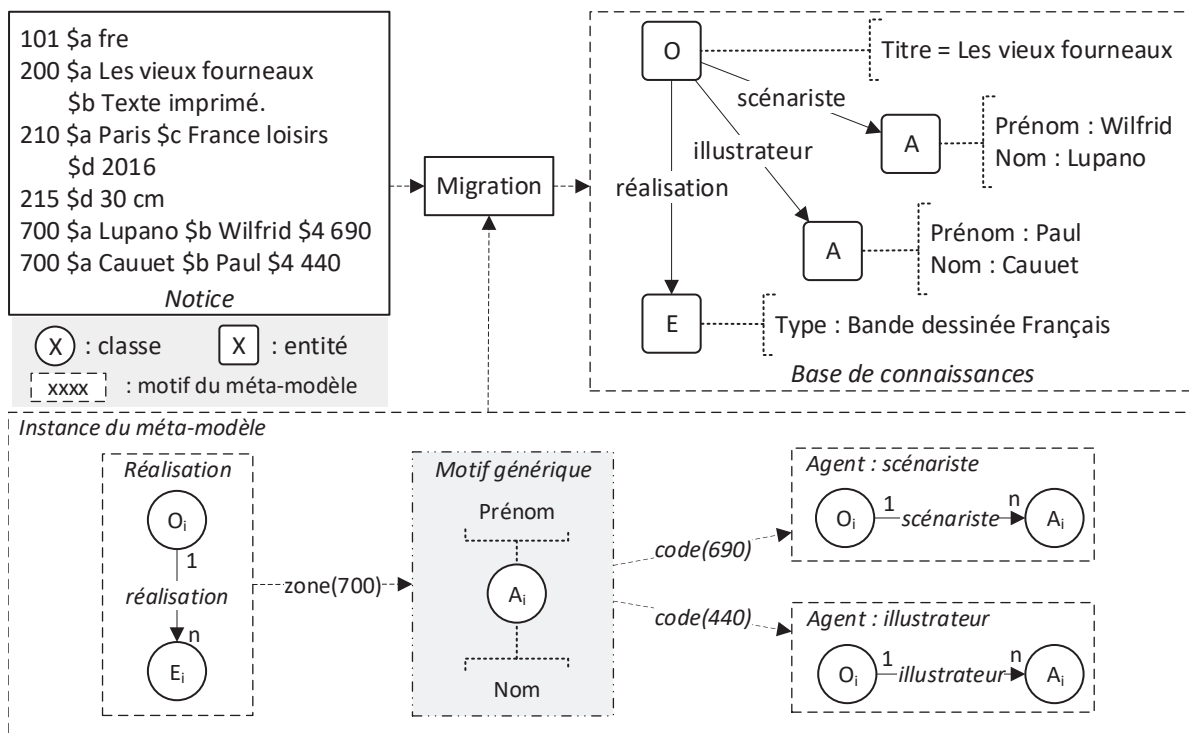 101 $a fre
200 $a Les vieux fourneaux
$b Texte imprimé.
210 $a Paris $c France loisirs
$d 2016
215 $d 30 cm
700 $a Lupano $b Wilfrid $4 690
700 $a Cauuet $b Paul $4 440
Notice
X : classe
X : entité
xxxx : motif du méta-modèle
Migration
O
Titre = Les vieux fourneaux
scénariste
A
Prénom : Wilfrid
Nom : Lupano
illustrateur
réalisation
A
Prénom : Paul
Nom : Cauuet
E
Type : Bande dessinée Français
Base de connaissances
Instance du méta-modèle
Réalisation
Oi
1
réalisation
n
Ei
zone(700)
Motif générique
Prénom
Ai
Nom
code(690)
code(440)
Agent : scénariste
Oi 1 scénariste n Ai
Agent : illustrateur
Oi 1 illustrateur n Ai